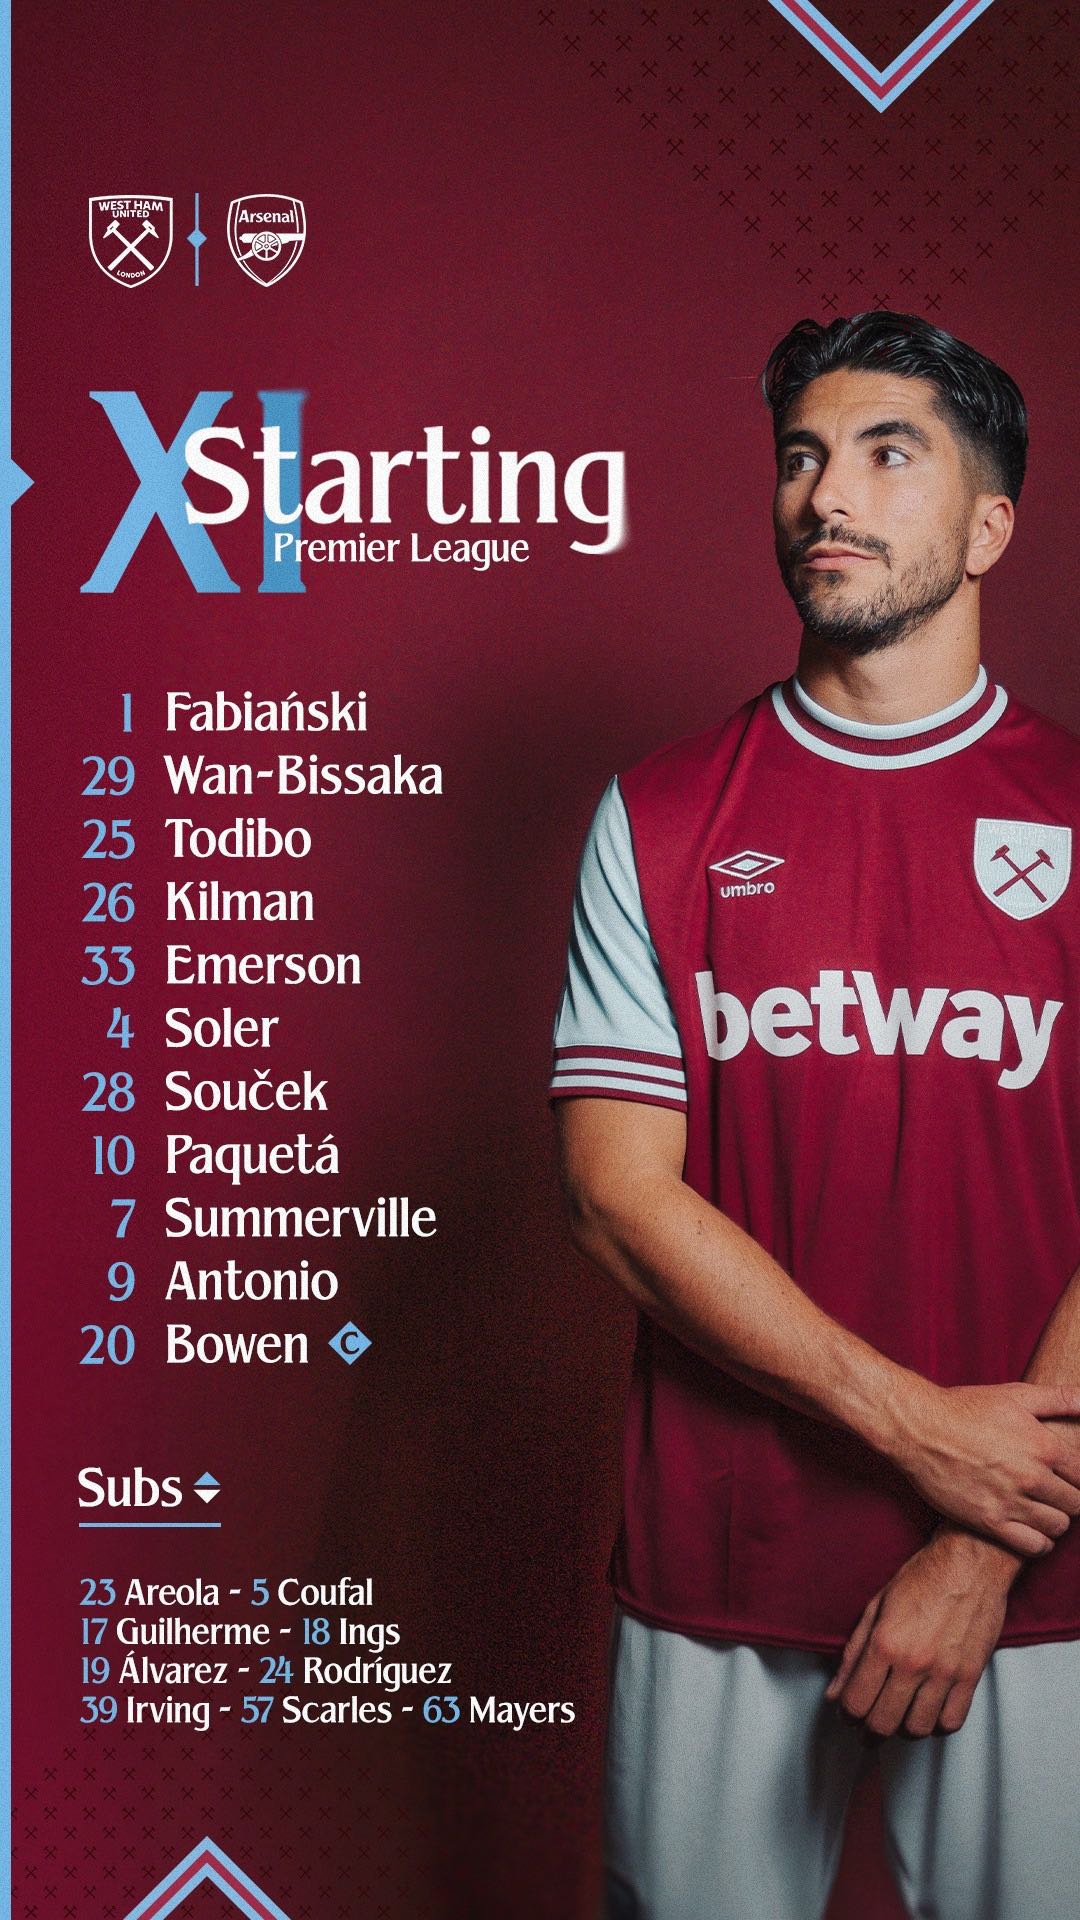 WEST HAM
UNITED
LONDON
Arsenal
XI
Starting
Premier League
1 Fabiański
29 Wan-Bissaka
25 Todibo
26 Kilman
33 Emerson
4 Soler
28 Souček
10 Paquetá
7 Summerville
9 Antonio
20 Bowen C
umbro
WEST HAM
betway
Subs
23 Areola - 5 Coufal
17 Guilherme - 18 Ings
19 Álvarez - 24 Rodríguez
39 Irving - 57 Scarles - 63 Mayers